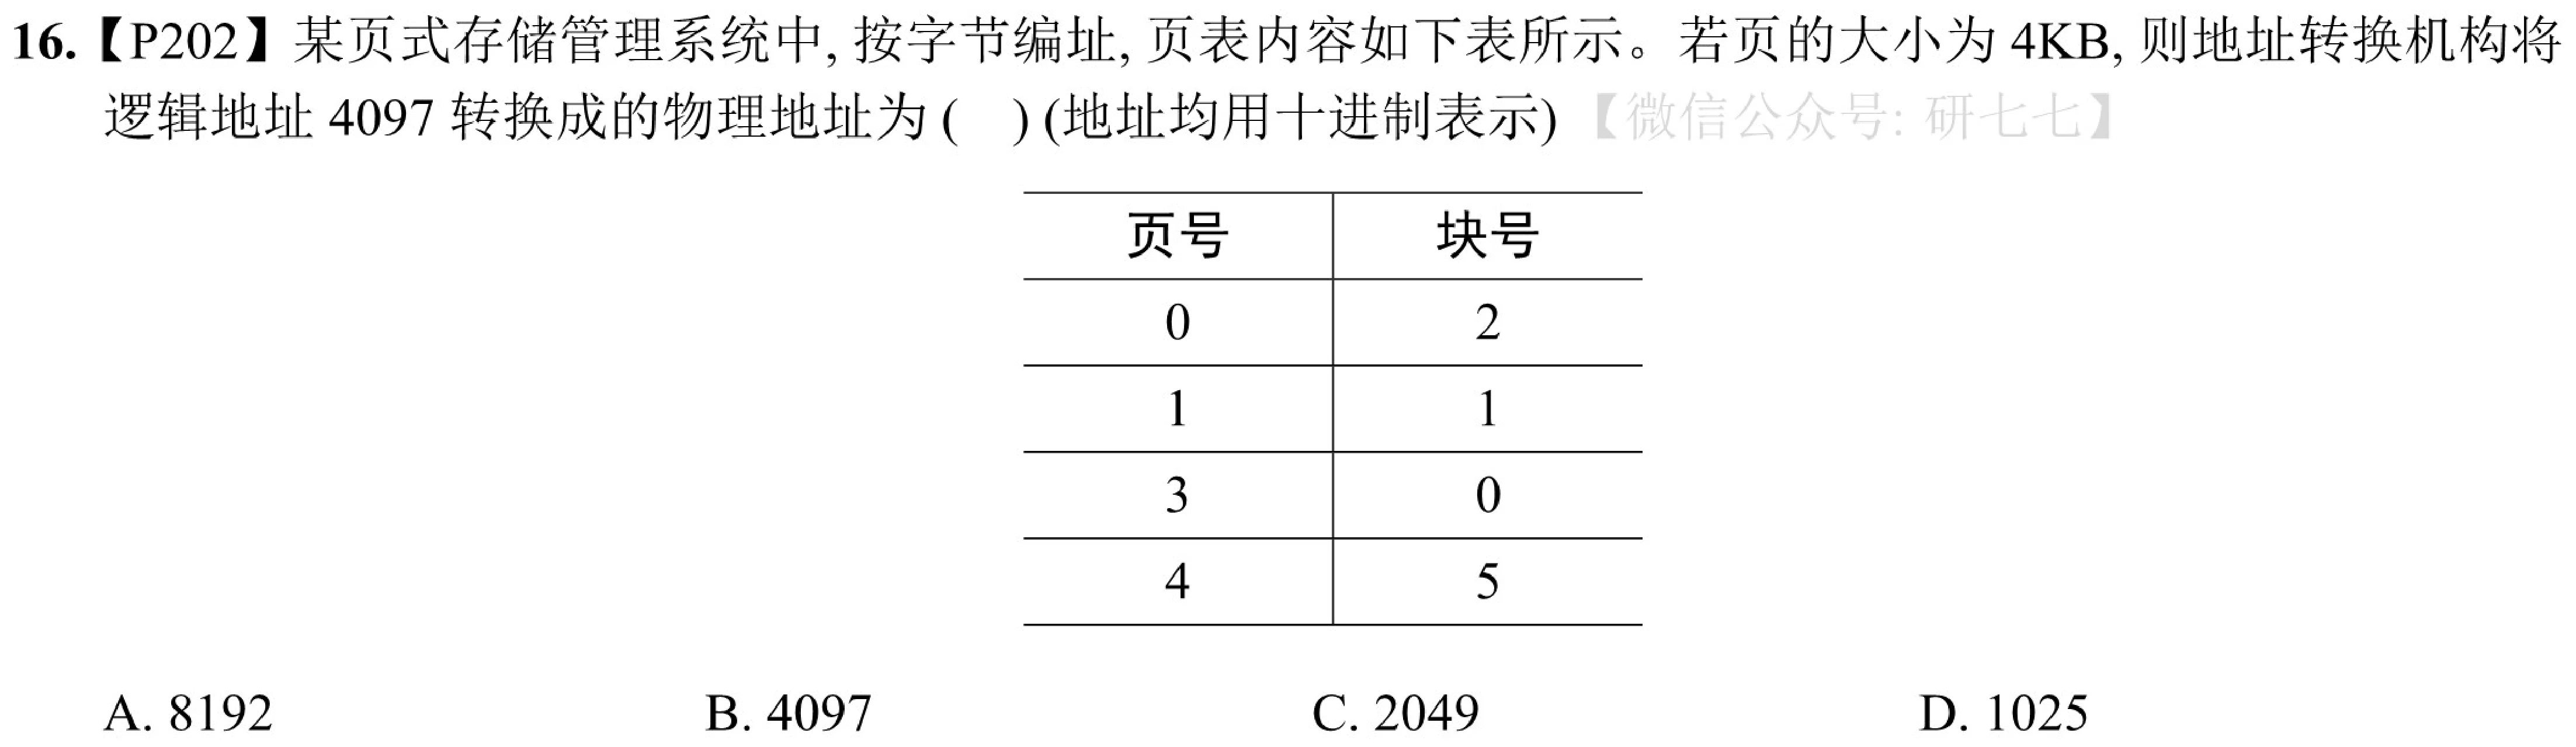 16.【P202】某页式存储管理系统中, 按字节编址, 页表内容如下表所示。若页的大小为 4KB, 则地址转换机构将
逻辑地址 4097 转换成的物理地址为 (　) (地址均用十进制表示) 【微信公众号: 研七七】
页号 块号
0 2
1 1
3 0
4 5
A. 8192 B. 4097 C. 2049 D. 1025